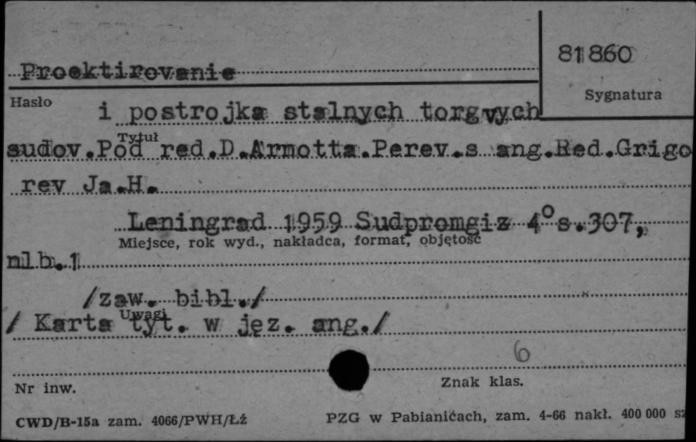 81860
Proektirovanie
Sygnatura
Hasło
i postrojka stalnych torgvych
Tytuł
sudov.Pod red.D.Armotta.Perev.s ang.Red.Grigo
rev Ja.H.
Leningrad 1959 Sudpromgiz 4° s.307,
Miejsce, rok wyd., nakładca, format, objętość
nlb.1
/zaw. bibl./
Uwagi
/ Karta tyt. w jęz. ang./
6
Nr inw.
Znak klas.
CWD/B-15a zam. 4066/PWH/Łż
PZG w Pabianicach, zam. 4-66 nakł. 400 000 sz